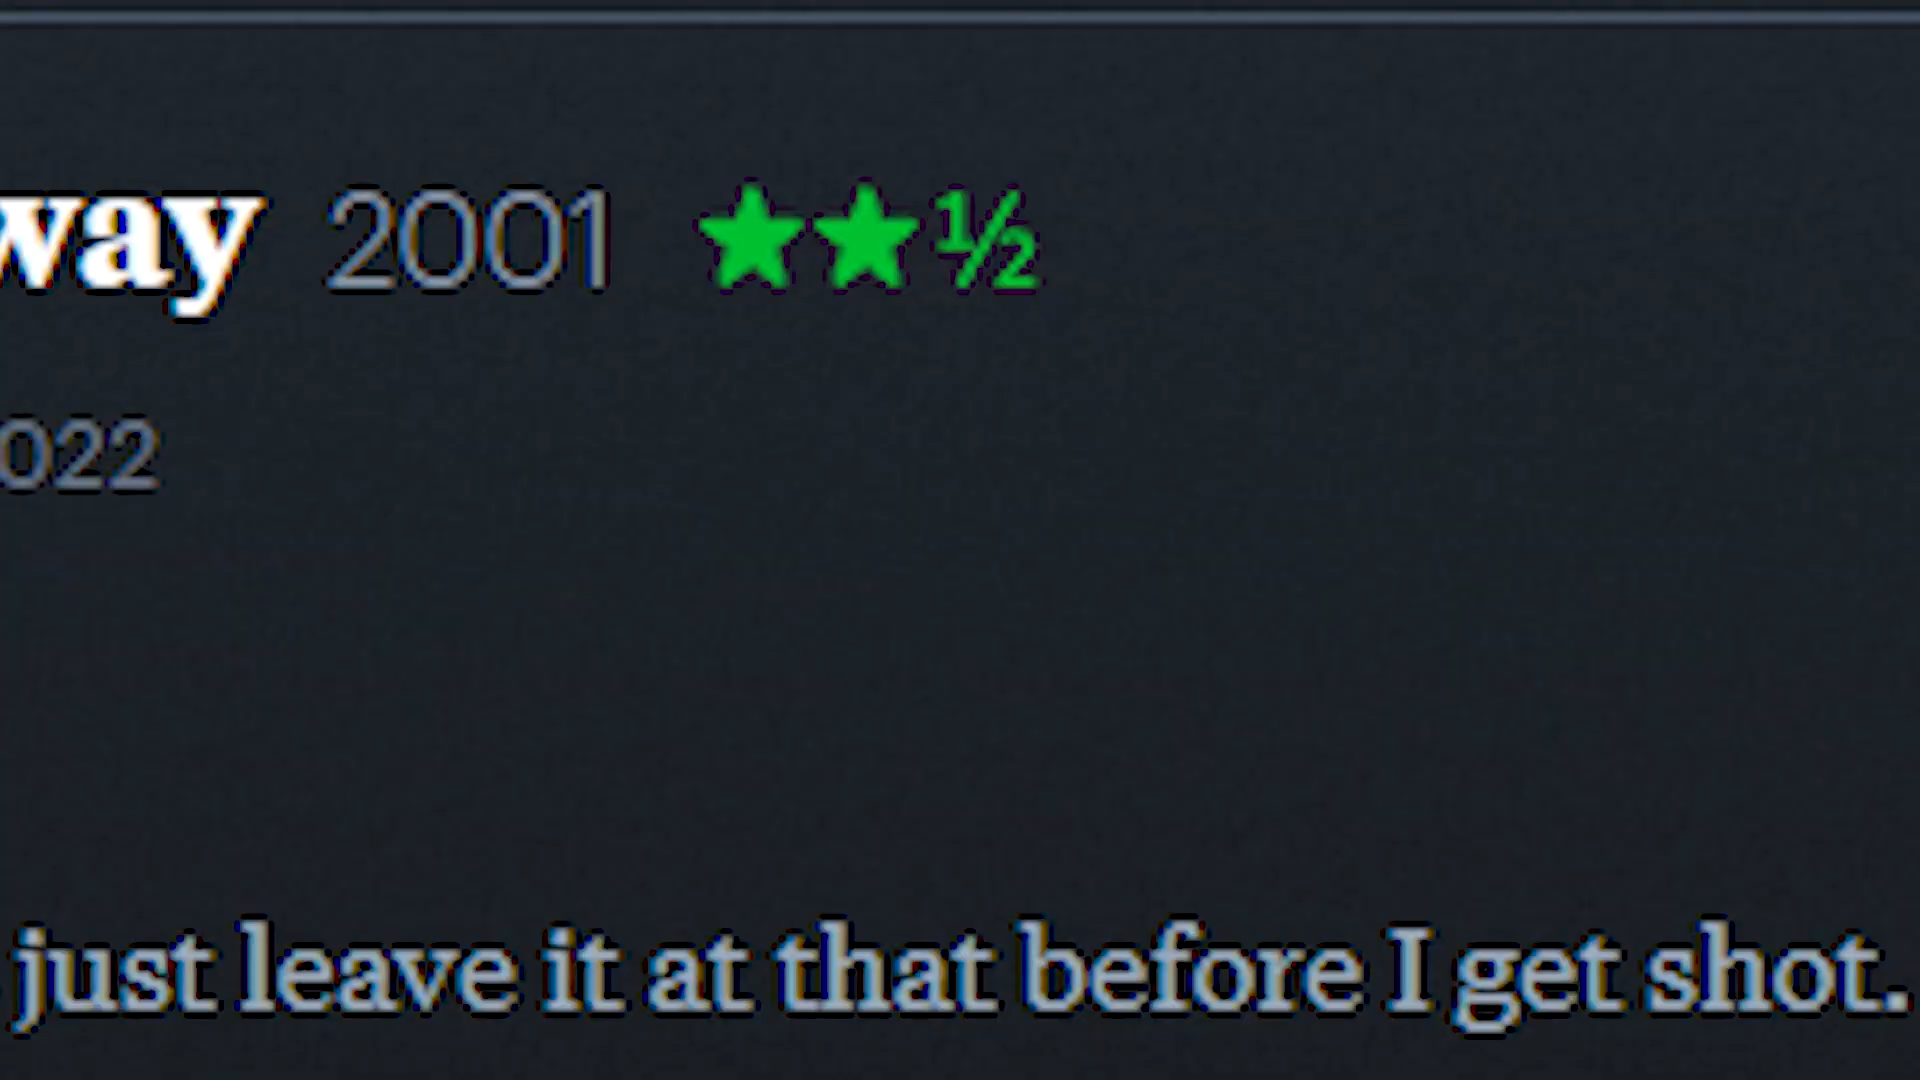 way 2001 ★★½
022
just leave it at that before I get shot.